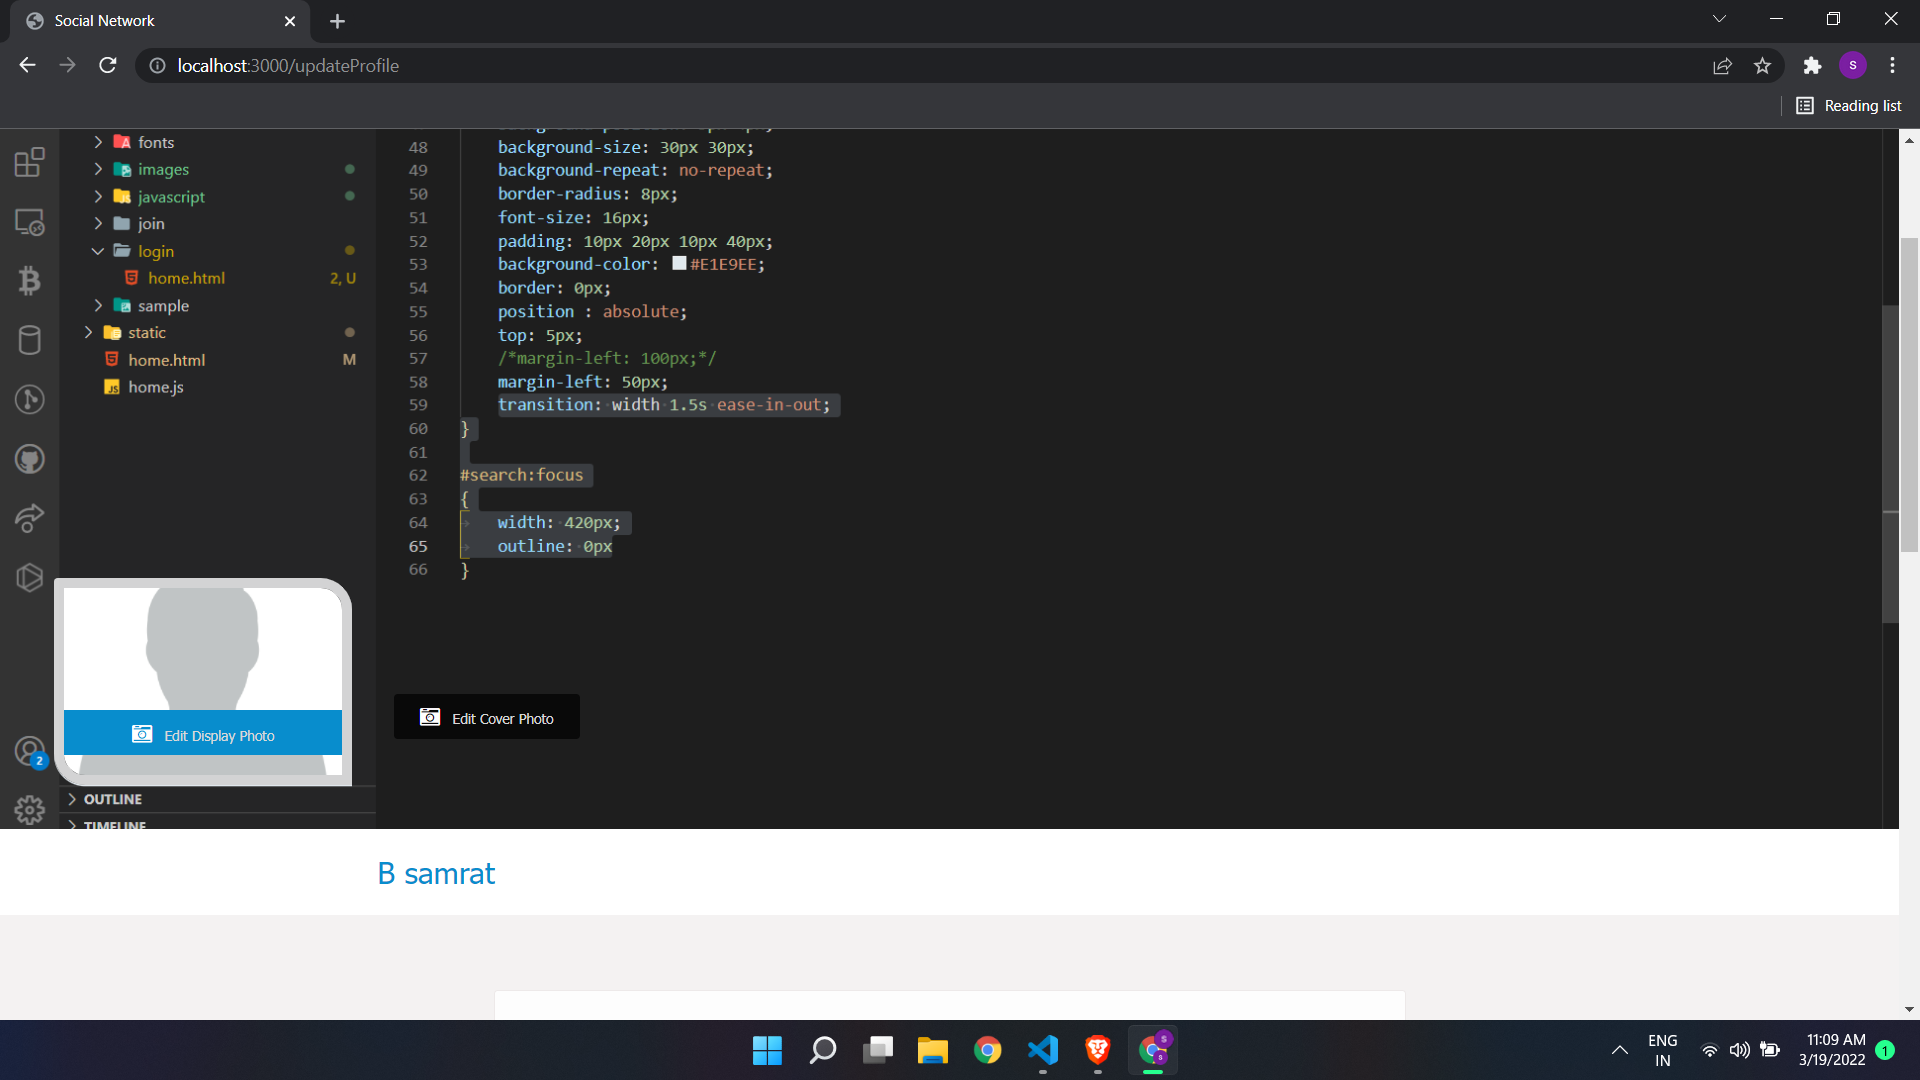 Social Network
localhost:3000/updateProfile
Reading list
fonts
images
javascript
join
login
home.html 2, U
sample
static
home.html M
home.js
48 background-size: 30px 30px;
49 background-repeat: no-repeat;
50 border-radius: 8px;
51 font-size: 16px;
52 padding: 10px 20px 10px 40px;
53 background-color: #E1E9EE;
54 border: 0px;
55 position : absolute;
56 top: 5px;
57 /*margin-left: 100px;*/
58 margin-left: 50px;
59 transition: width 1.5s ease-in-out;
60 }
61
62 #search:focus
63 {
64 width: 420px;
65 outline: 0px
66 }
Edit Display Photo
Edit Cover Photo
2
OUTLINE
TIMELINE
B samrat
ENG
IN
11:09 AM
3/19/2022
1